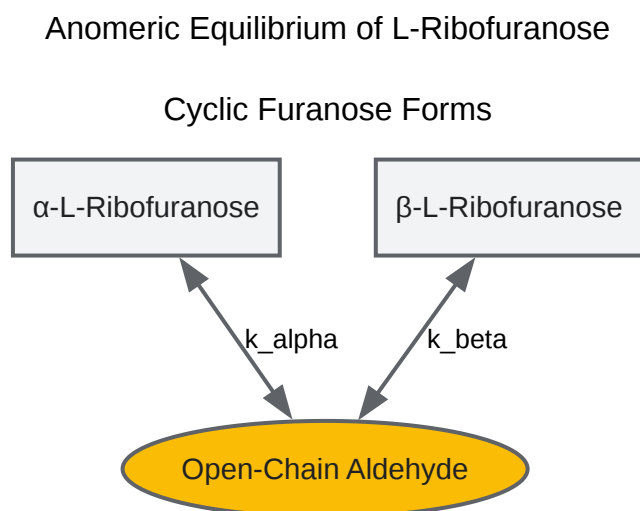 Anomeric Equilibrium of L-Ribofuranose
Cyclic Furanose Forms
α-L-Ribofuranose
β-L-Ribofuranose
k_alpha
k_beta
Open-Chain Aldehyde